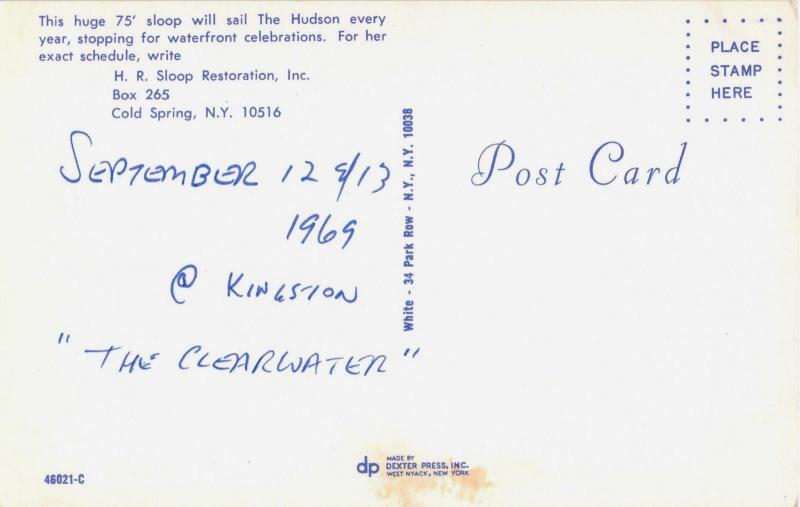 This huge 75' sloop will sail The Hudson every
year, stopping for waterfront celebrations. For her
exact schedule, write
H. R. Sloop Restoration, Inc.
Box 265
Cold Spring, N.Y. 10516
SEPTEMBER 12 &/13
1969
@ KINGSTON
" THE CLEARWATER "
White - 34 Park Row - N.Y., N.Y. 10038
PLACE
STAMP
HERE
Post Card
46021-C
dp
MADE BY
DEXTER PRESS, INC.
WEST NYACK, NEW YORK